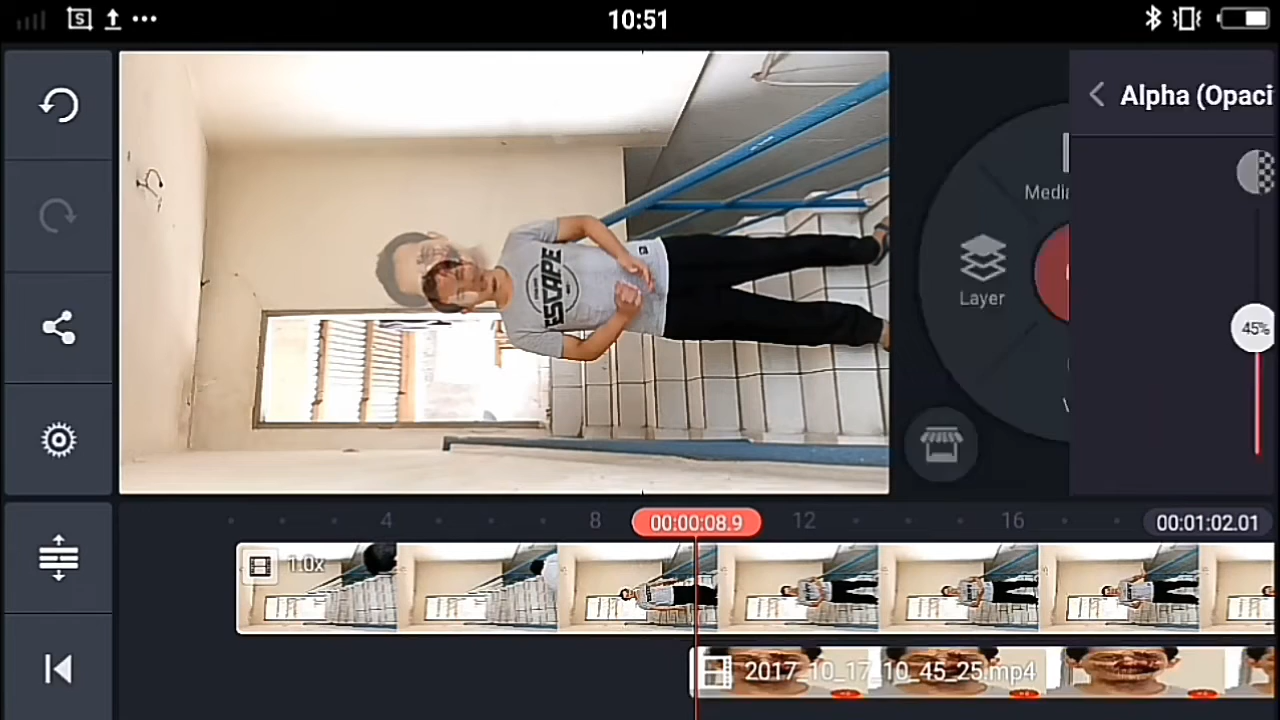 S
10:51
Alpha (Opaci
Media
Layer
45%
ESCAPE
4
8
00:00:08.9
12
16
00:01:02.01
1.0x
2017_10_17_10_45_25.mp4